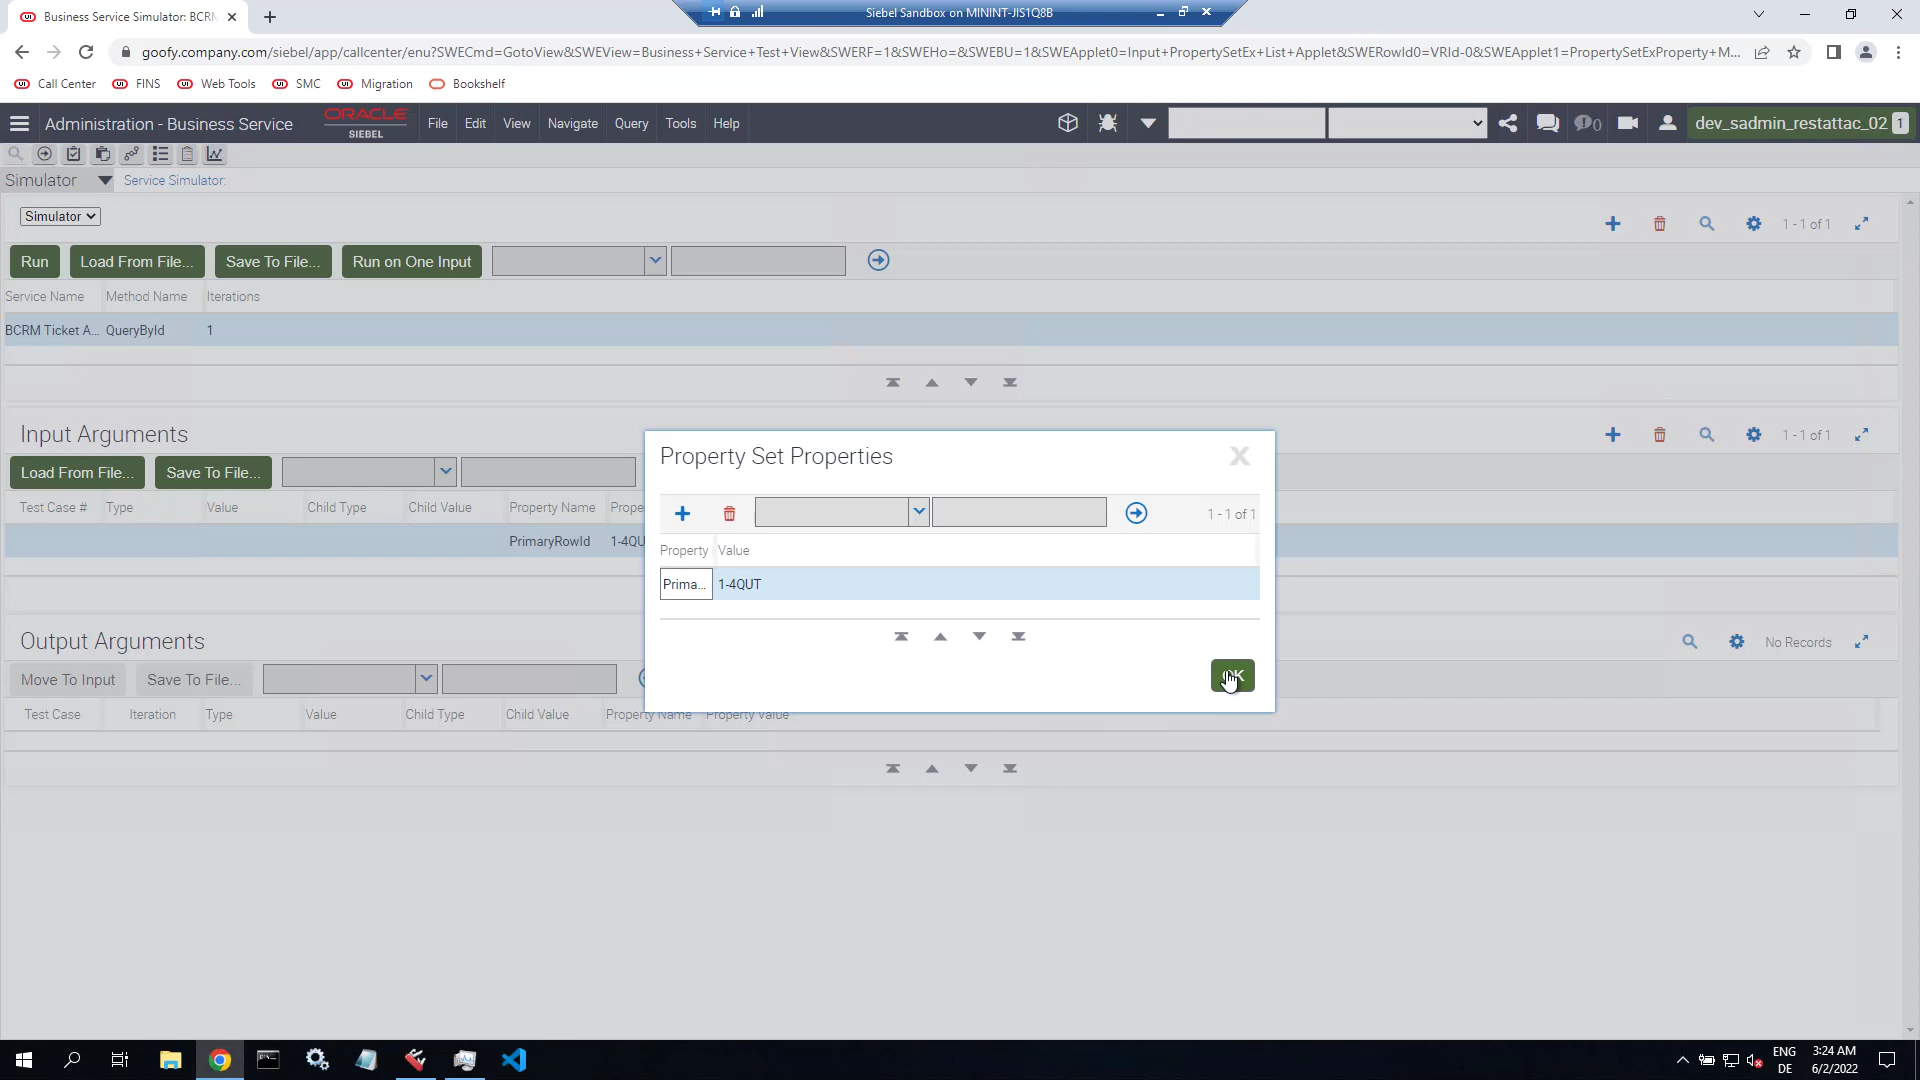 Business Service Simulator: BCR
Siebel Sandbox on MININT-JIS1Q8B
goofy.company.com/siebel/app/callcenter/enu?SWECmd=GotoView&SWEView=Business+Service+Test+View&SWERF=1&SWEHo=&SWEBU=1&SWEApplet0=Input+PropertySetEx+List+Applet&SWERowId0=VRId-0&SWEApplet1=PropertySetExProperty+M...
Call Center FINS Web Tools SMC Migration Bookshelf
Administration - Business Service ORACLE SIEBEL File Edit View Navigate Query Tools Help 0 dev_sadmin_restattac_02 1
Simulator Service Simulator:
Simulator 1 - 1 of 1
Run Load From File... Save To File... Run on One Input
Service Name Method Name Iterations
BCRM Ticket A... QueryById 1
Input Arguments 1 - 1 of 1
Load From File... Save To File...
Test Case # Type Value Child Type Child Value Property Name Prope
PrimaryRowId 1-4QU
Property Set Properties X
1 - 1 of 1
Property Value
Prima... 1-4QUT
OK
Output Arguments No Records
Move To Input Save To File...
Test Case Iteration Type Value Child Type Child Value Property Name Property Value
ENG 3:24 AM
DE 6/2/2022